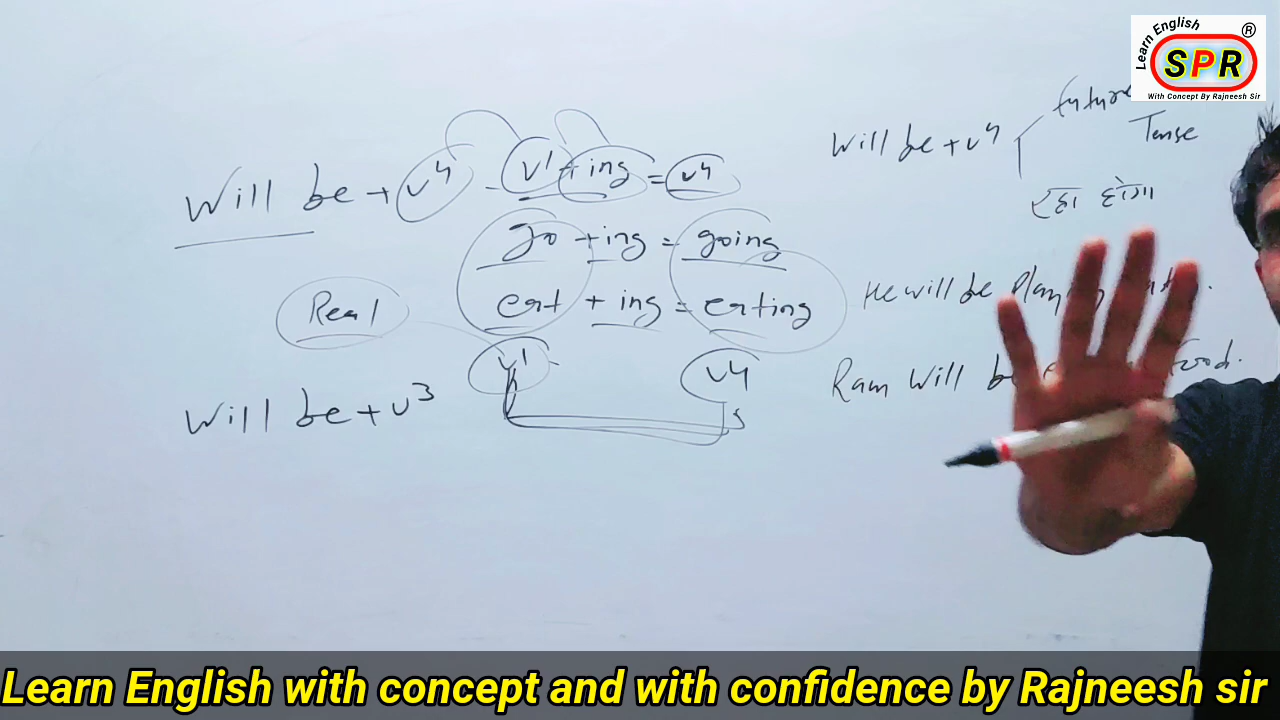 Learn English
SPR ®
With Concept By Rajneesh Sir
Will be + v4 - v1 + ing = v4
go + ing = going
eat + ing = eating
Real
v1 v4
Will be + v3
5
Will be + v4
future
Tense
रहा होगा
He will be
Ram Will food.
Learn English with concept and with confidence by Rajneesh sir